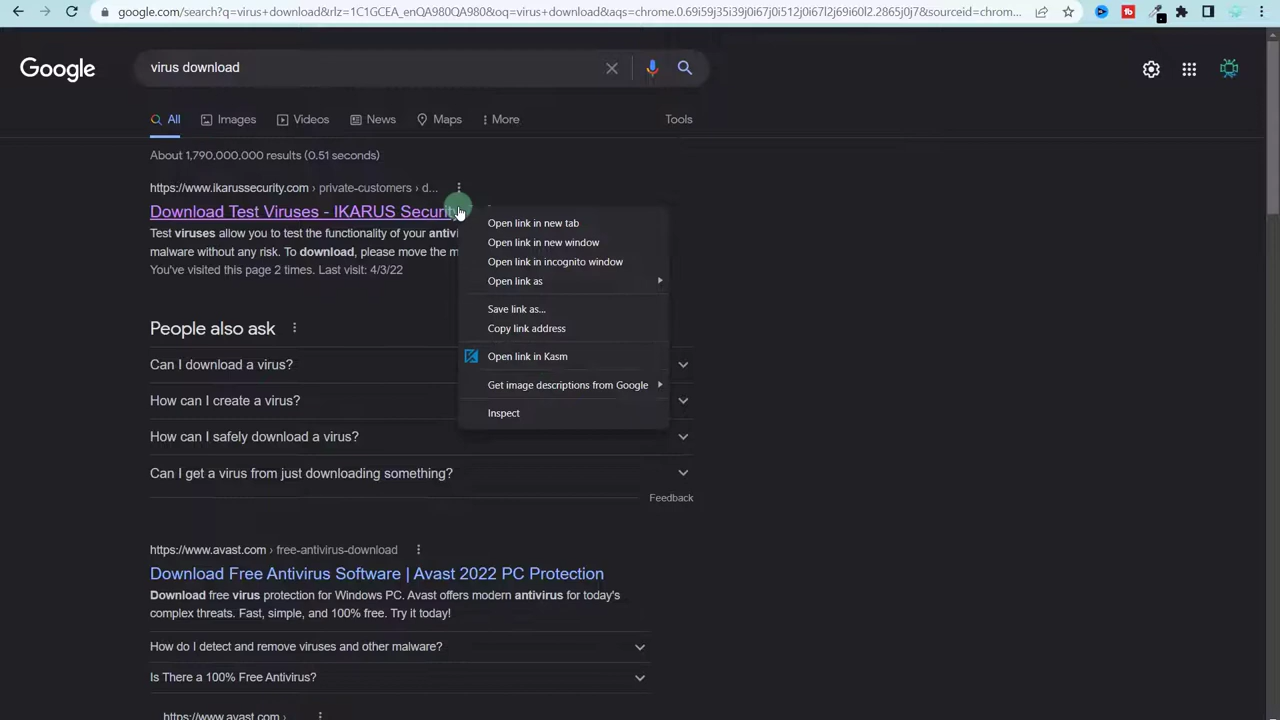 google.com/search?q=virus+download&rlz=1C1GCEA_enQA980QA980&oq=virus+download&aqs=chrome.0.69i59j35i39j0i67j0i512j0i67l2j69i60l2.2865j0j7&sourceid=chrom...
Google
virus download
All
Images
Videos
News
Maps
More
Tools
About 1,790,000,000 results (0.51 seconds)
https://www.ikarussecurity.com › private-customers › d...
Download Test Viruses - IKARUS Security
Test viruses allow you to test the functionality of your antiv
malware without any risk. To download, please move the m
You've visited this page 2 times. Last visit: 4/3/22
Open link in new tab
Open link in new window
Open link in incognito window
Open link as
Save link as...
Copy link address
Open link in Kasm
Get image descriptions from Google
Inspect
People also ask
Can I download a virus?
How can I create a virus?
How can I safely download a virus?
Can I get a virus from just downloading something?
Feedback
https://www.avast.com › free-antivirus-download
Download Free Antivirus Software | Avast 2022 PC Protection
Download free virus protection for Windows PC. Avast offers modern antivirus for today's
complex threats. Fast, simple, and 100% free. Try it today!
How do I detect and remove viruses and other malware?
Is There a 100% Free Antivirus?
https://www.avast.com ›